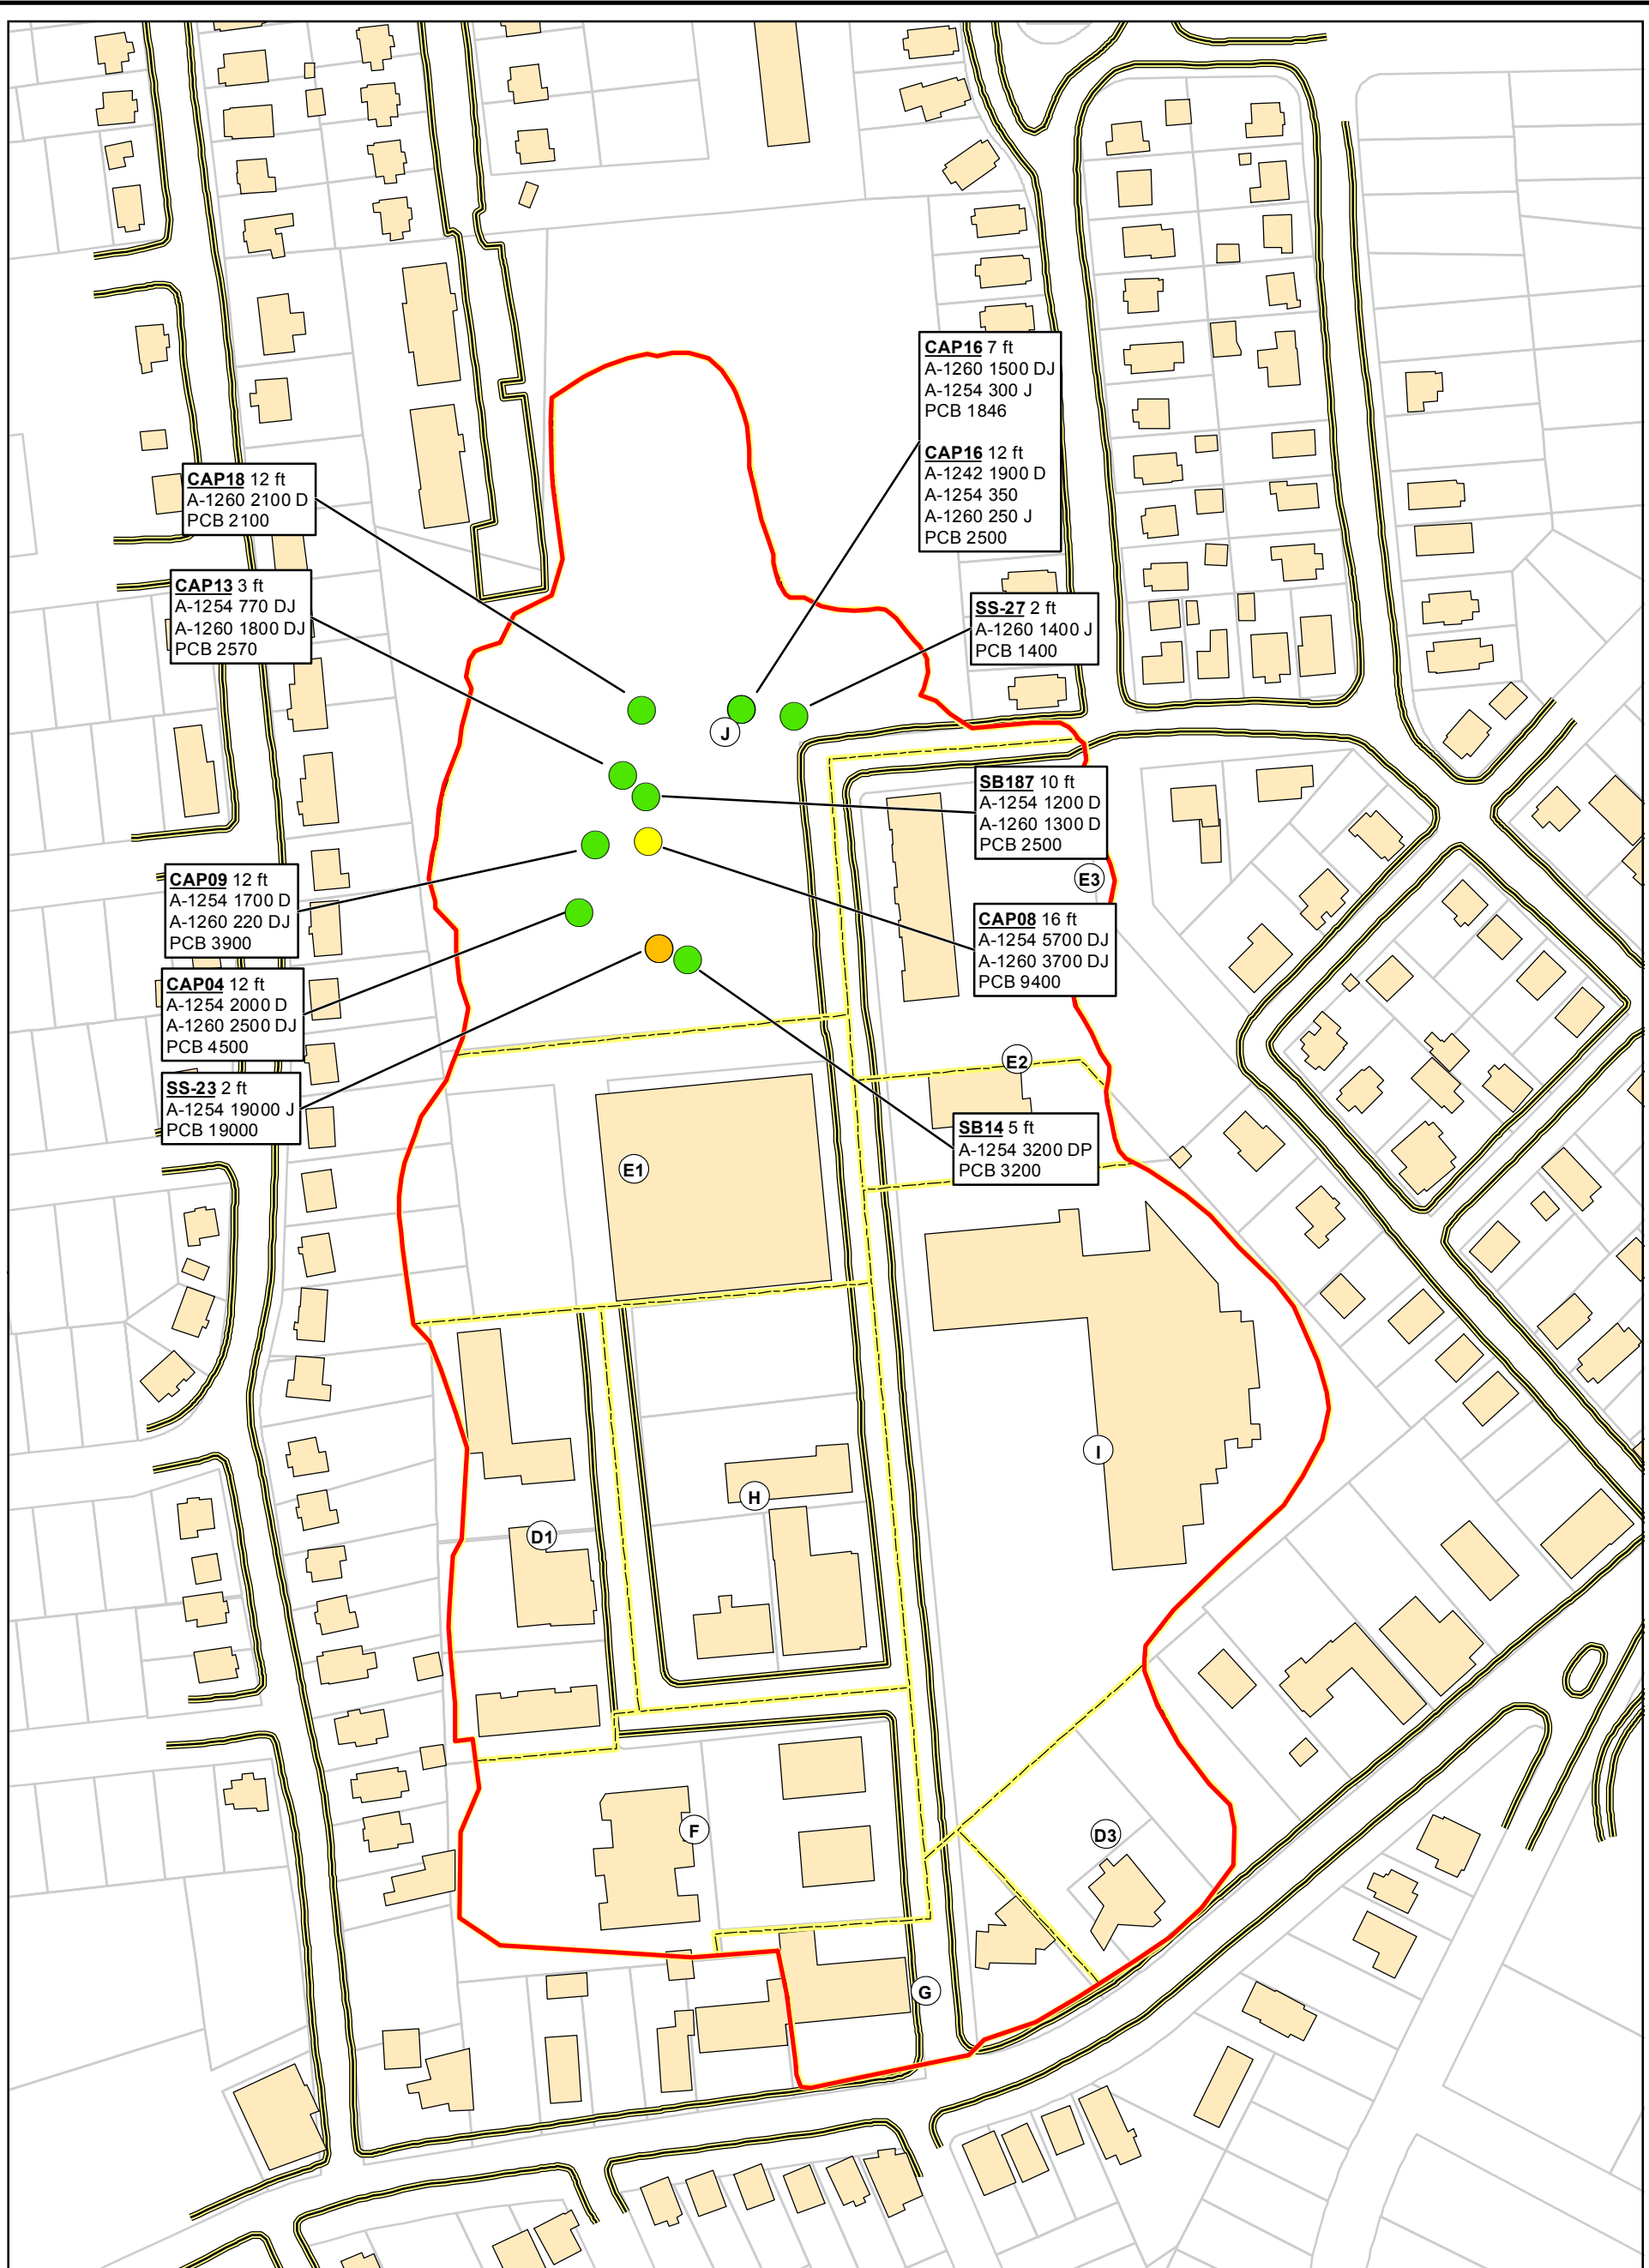 CAP16 7 ft
A-1260 1500 DJ
A-1254 300 J
PCB 1846
CAP16 12 ft
A-1242 1900 D
A-1254 350
A-1260 250 J
PCB 2500
CAP18 12 ft
A-1260 2100 D
PCB 2100
CAP13 3 ft
A-1254 770 DJ
A-1260 1800 DJ
PCB 2570
SS-27 2 ft
A-1260 1400 J
PCB 1400
J
SB187 10 ft
A-1254 1200 D
A-1260 1300 D
PCB 2500
E3
CAP09 12 ft
A-1254 1700 D
A-1260 220 DJ
PCB 3900
CAP08 16 ft
A-1254 5700 DJ
A-1260 3700 DJ
PCB 9400
CAP04 12 ft
A-1254 2000 D
A-1260 2500 DJ
PCB 4500
E2
SS-23 2 ft
A-1254 19000 J
PCB 19000
SB14 5 ft
A-1254 3200 DP
PCB 3200
E1
I
H
D1
F
D3
G